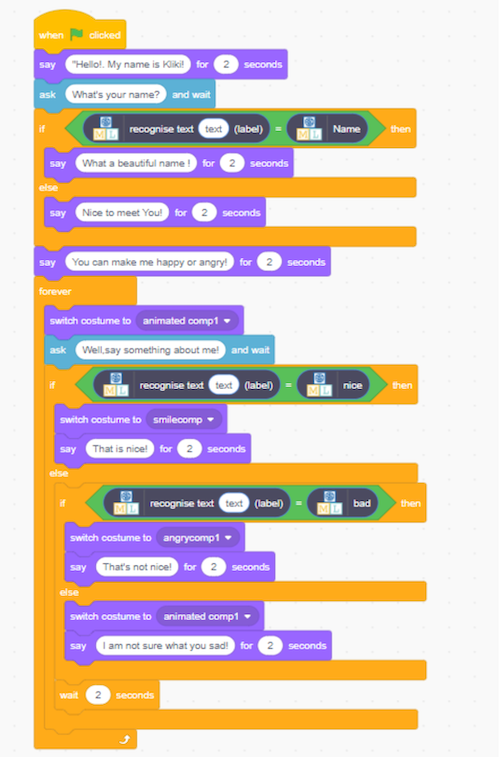 when clicked
say "Hello!. My name is Kliki! for 2 seconds
ask What's your name? and wait
if ML recognise text text (label) = ML Name then
say What a beautiful name ! for 2 seconds
else
say Nice to meet You! for 2 seconds
say You can make me happy or angry! for 2 seconds
forever
switch costume to animated comp1
ask Well,say something about me! and wait
if ML recognise text text (label) = ML nice then
switch costume to smilecomp
say That is nice! for 2 seconds
else
if ML recognise text text (label) = ML bad then
switch costume to angrycomp1
say That's not nice! for 2 seconds
else
switch costume to animated comp1
say I am not sure what you sad! for 2 seconds
wait 2 seconds